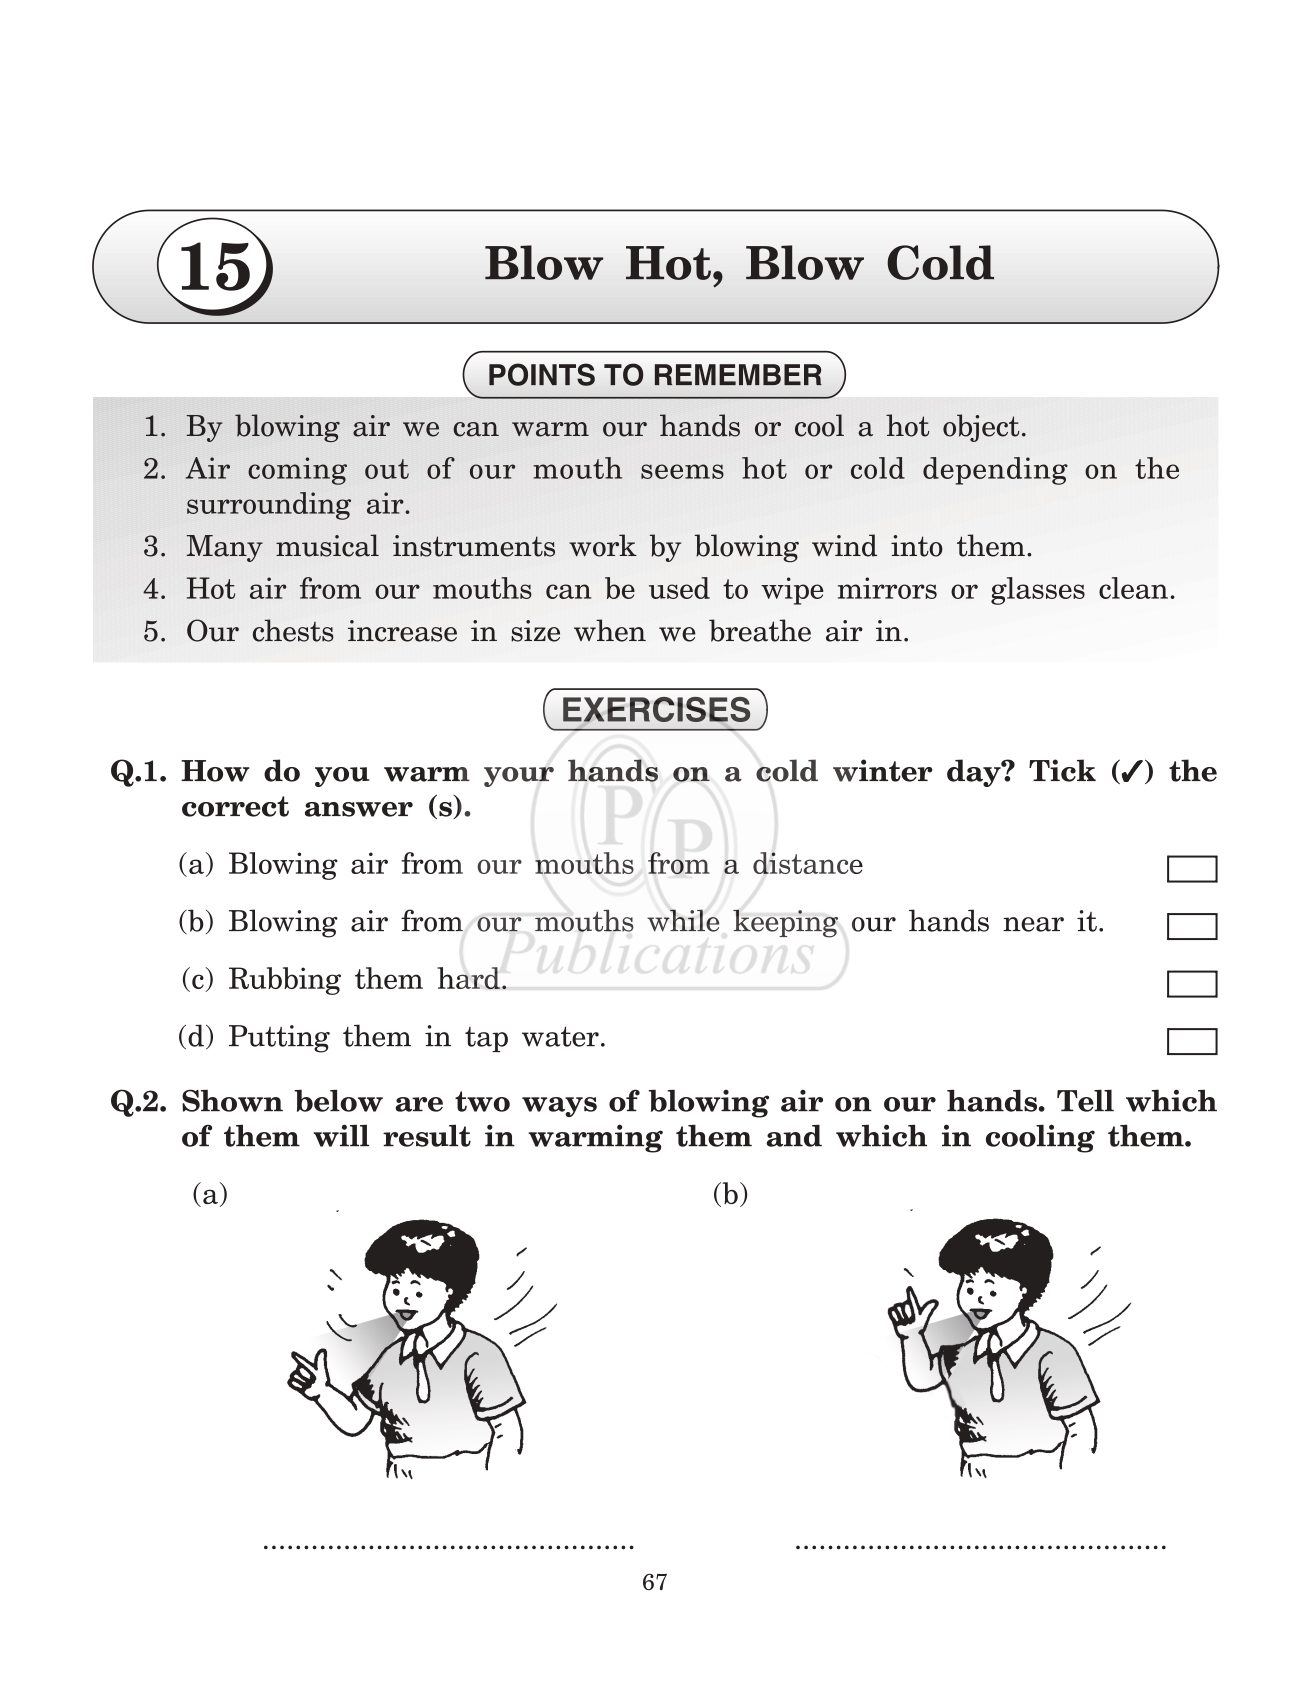 15
Blow Hot, Blow Cold
POINTS TO REMEMBER
1. By blowing air we can warm our hands or cool a hot object.
2. Air coming out of our mouth seems hot or cold depending on the
surrounding air.
3. Many musical instruments work by blowing wind into them.
4. Hot air from our mouths can be used to wipe mirrors or glasses clean.
5. Our chests increase in size when we breathe air in.
EXERCISES
Q.1. How do you warm your hands on a cold winter day? Tick (✓) the
correct answer (s).
PP
(a) Blowing air from our mouths from a distance
(b) Blowing air from our mouths while keeping our hands near it.
Publications
(c) Rubbing them hard.
(d) Putting them in tap water.
Q.2. Shown below are two ways of blowing air on our hands. Tell which
of them will result in warming them and which in cooling them.
(a) (b)
.............................................. ..............................................
67